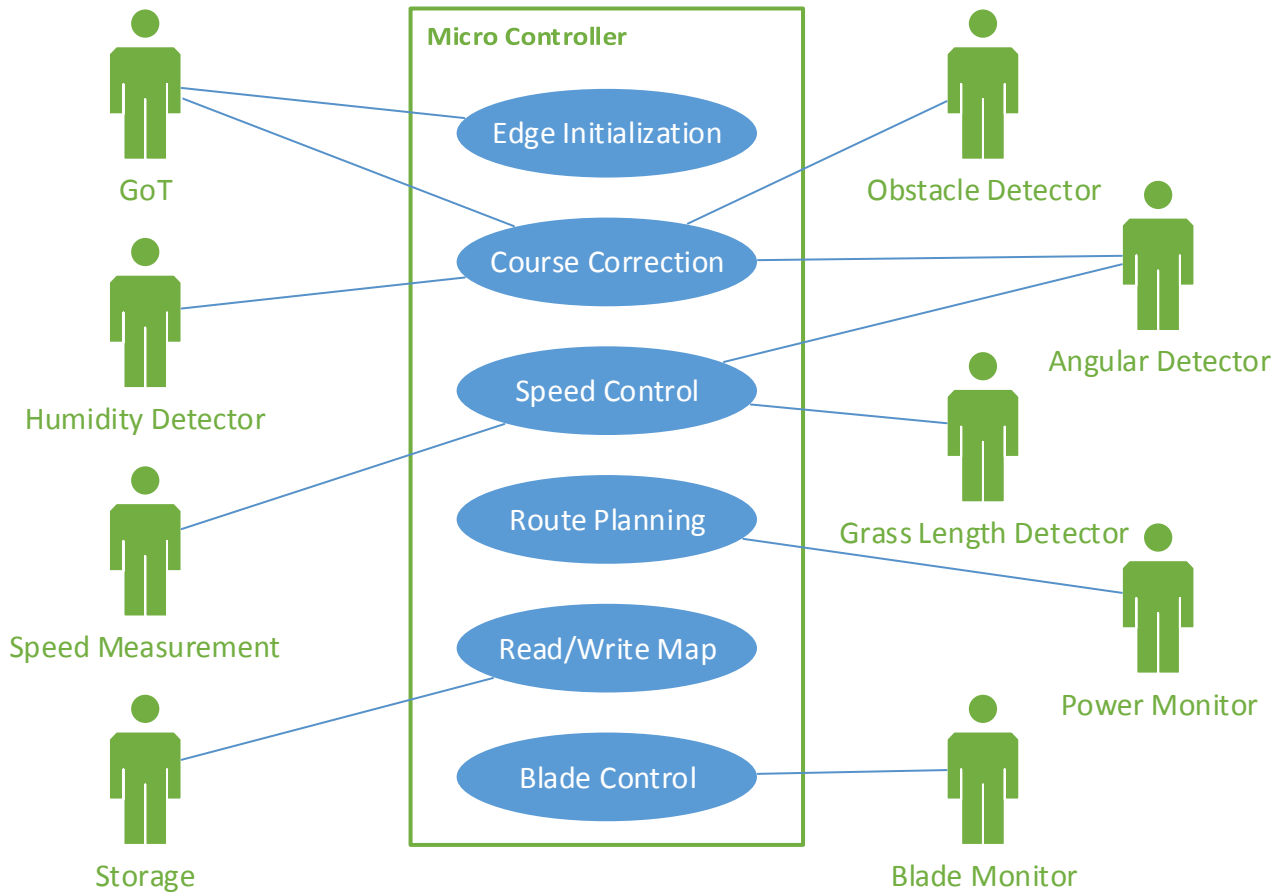 Micro Controller
Edge Initialization
GoT
Obstacle Detector
Course Correction
Angular Detector
Speed Control
Humidity Detector
Route Planning
Grass Length Detector
Speed Measurement
Read/Write Map
Power Monitor
Blade Control
Storage
Blade Monitor